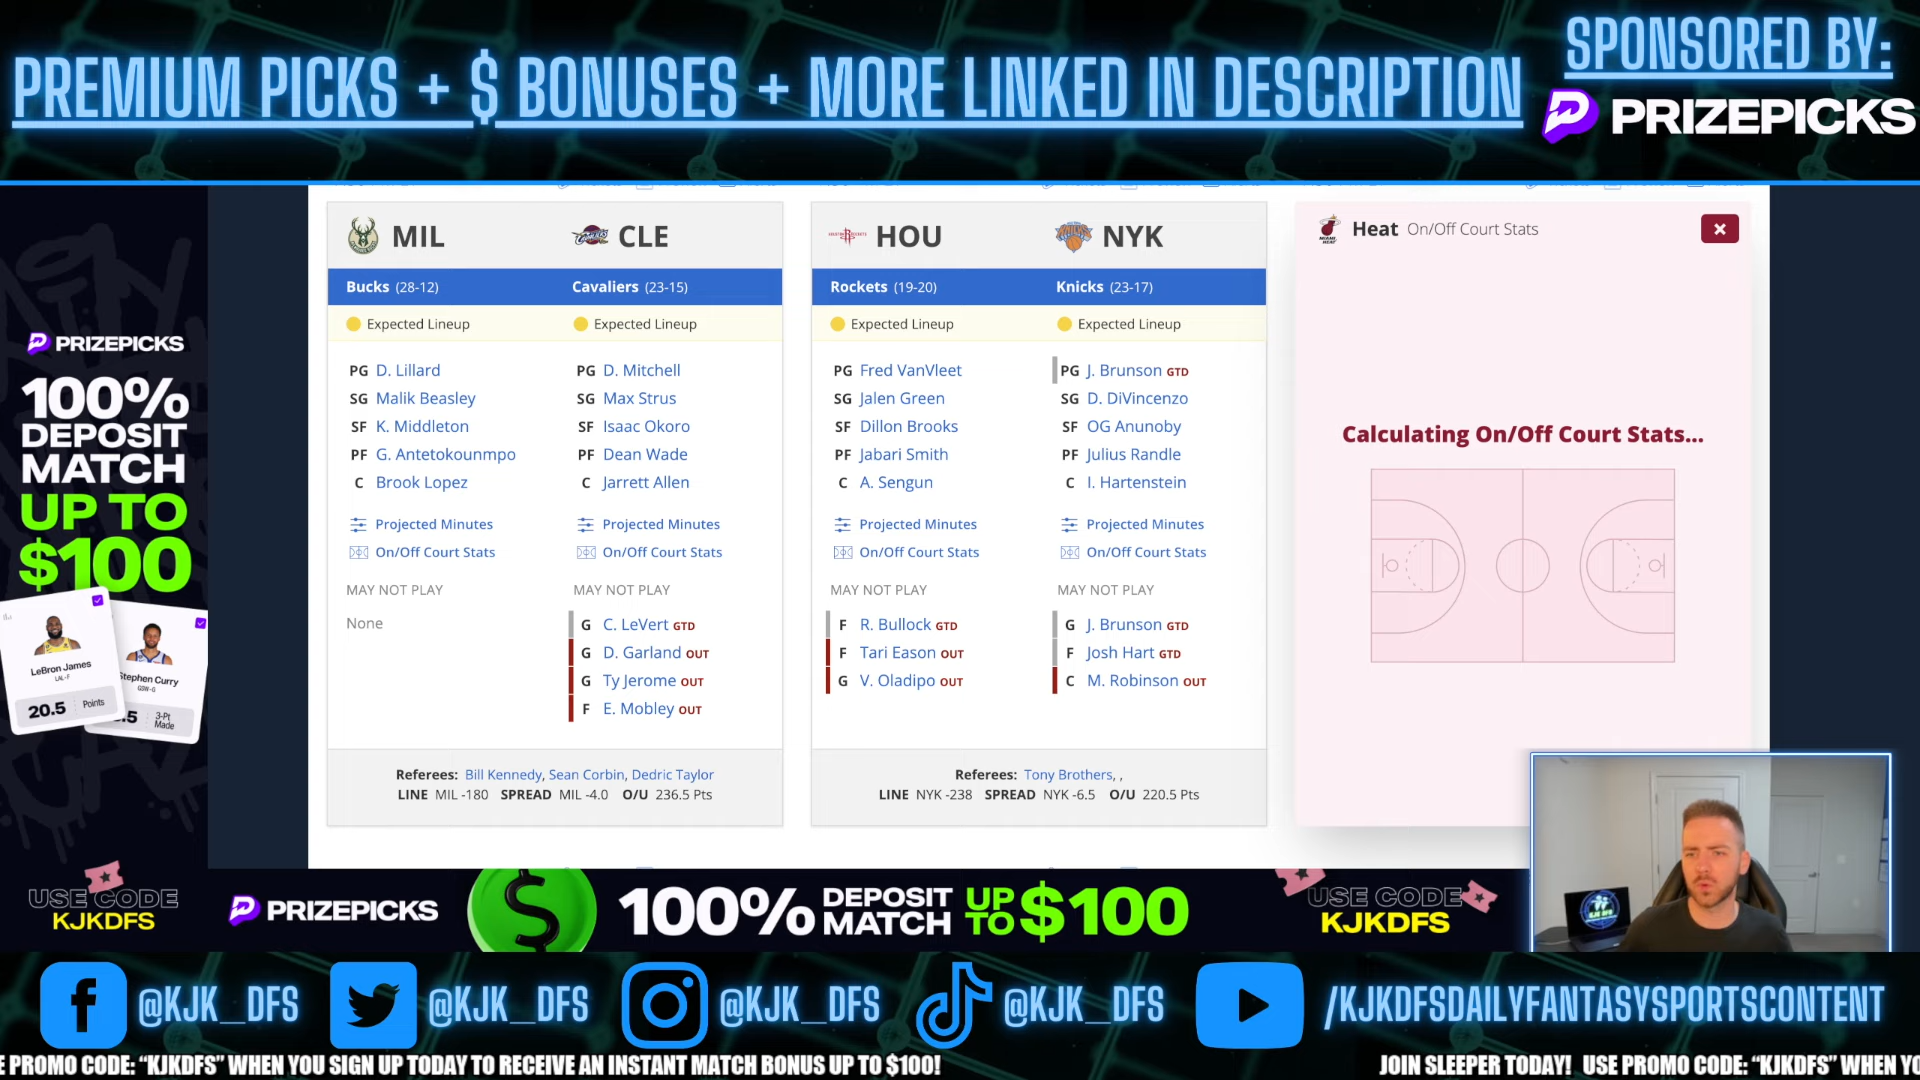 PREMIUM PICKS + $ BONUSES + MORE LINKED IN DESCRIPTION
SPONSORED BY:
PRIZEPICKS
MIL CLE
Bucks (28-12) Cavaliers (23-15)
Expected Lineup Expected Lineup
PG D. Lillard PG D. Mitchell
SG Malik Beasley SG Max Strus
SF K. Middleton SF Isaac Okoro
PF G. Antetokounmpo PF Dean Wade
C Brook Lopez C Jarrett Allen
Projected Minutes Projected Minutes
On/Off Court Stats On/Off Court Stats
MAY NOT PLAY MAY NOT PLAY
None G C. LeVert GTD
G D. Garland OUT
G Ty Jerome OUT
F E. Mobley OUT
Referees: Bill Kennedy, Sean Corbin, Dedric Taylor
LINE MIL -180 SPREAD MIL -4.0 O/U 236.5 Pts
HOU NYK
Rockets (19-20) Knicks (23-17)
Expected Lineup Expected Lineup
PG Fred VanVleet PG J. Brunson GTD
SG Jalen Green SG D. DiVincenzo
SF Dillon Brooks SF OG Anunoby
PF Jabari Smith PF Julius Randle
C A. Sengun C I. Hartenstein
Projected Minutes Projected Minutes
On/Off Court Stats On/Off Court Stats
MAY NOT PLAY MAY NOT PLAY
F R. Bullock GTD G J. Brunson GTD
F Tari Eason OUT F Josh Hart GTD
G V. Oladipo OUT C M. Robinson OUT
Referees: Tony Brothers, ,
LINE NYK -238 SPREAD NYK -6.5 O/U 220.5 Pts
Heat On/Off Court Stats
Calculating On/Off Court Stats...
PRIZEPICKS
100%
DEPOSIT
MATCH
UP TO
$100
LeBron James
LAL-F
20.5 Points
Stephen Curry
GSW-G
.5 3-Pt
Made
USE CODE
KJKDFS
PRIZEPICKS
100% DEPOSIT MATCH UP TO $100
USE CODE
KJKDFS
@KJK_DFS @KJK_DFS @KJK_DFS @KJK_DFS /KJKDFSDAILYFANTASYSPORTSCONTENT
E PROMO CODE: "KJKDFS" WHEN YOU SIGN UP TODAY TO RECEIVE AN INSTANT MATCH BONUS UP TO $100! JOIN SLEEPER TODAY! USE PROMO CODE: "KJKDFS" WHEN YO